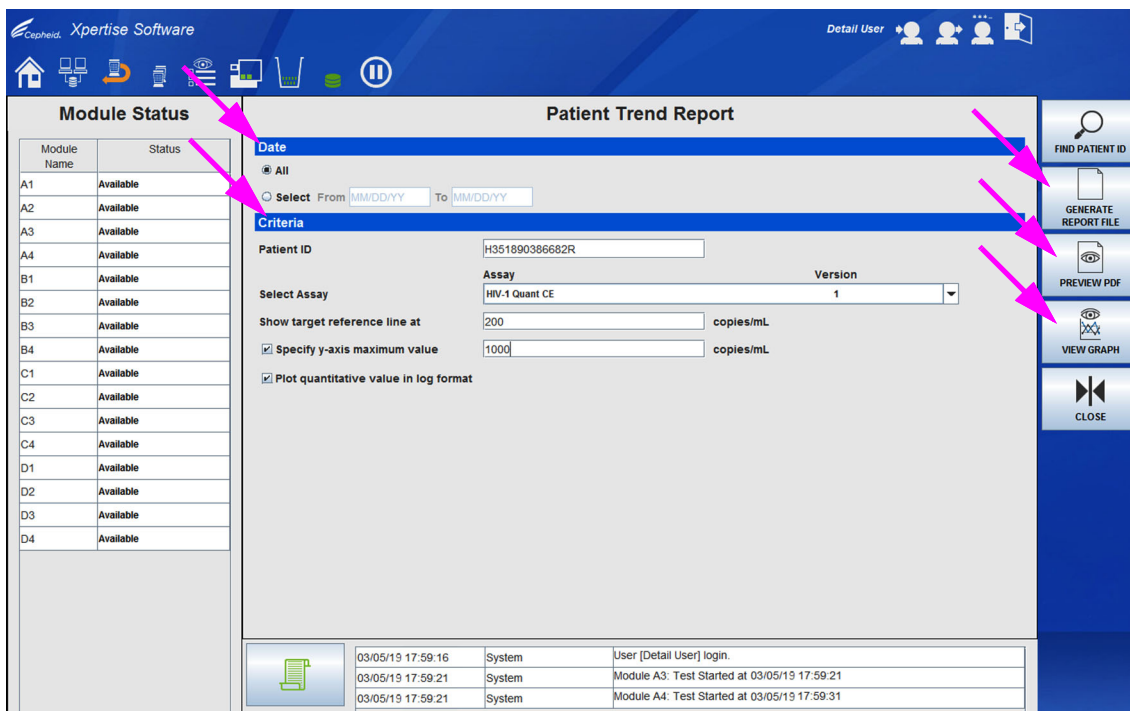 Cepheid. Xpertise Software
Detail User
Module Status
Module Name Status
A1 Available
A2 Available
A3 Available
A4 Available
B1 Available
B2 Available
B3 Available
B4 Available
C1 Available
C2 Available
C3 Available
C4 Available
D1 Available
D2 Available
D3 Available
D4 Available
Patient Trend Report
Date
All
Select From MM/DD/YY To MM/DD/YY
Criteria
Patient ID H351890386682R
Assay Version
Select Assay HIV-1 Quant CE 1
Show target reference line at 200 copies/mL
Specify y-axis maximum value 1000 copies/mL
Plot quantitative value in log format
03/05/19 17:59:16 System User [Detail User] login.
03/05/19 17:59:21 System Module A3: Test Started at 03/05/19 17:59:21
03/05/19 17:59:21 System Module A4: Test Started at 03/05/19 17:59:31
FIND PATIENT ID
GENERATE
REPORT FILE
PREVIEW PDF
VIEW GRAPH
CLOSE